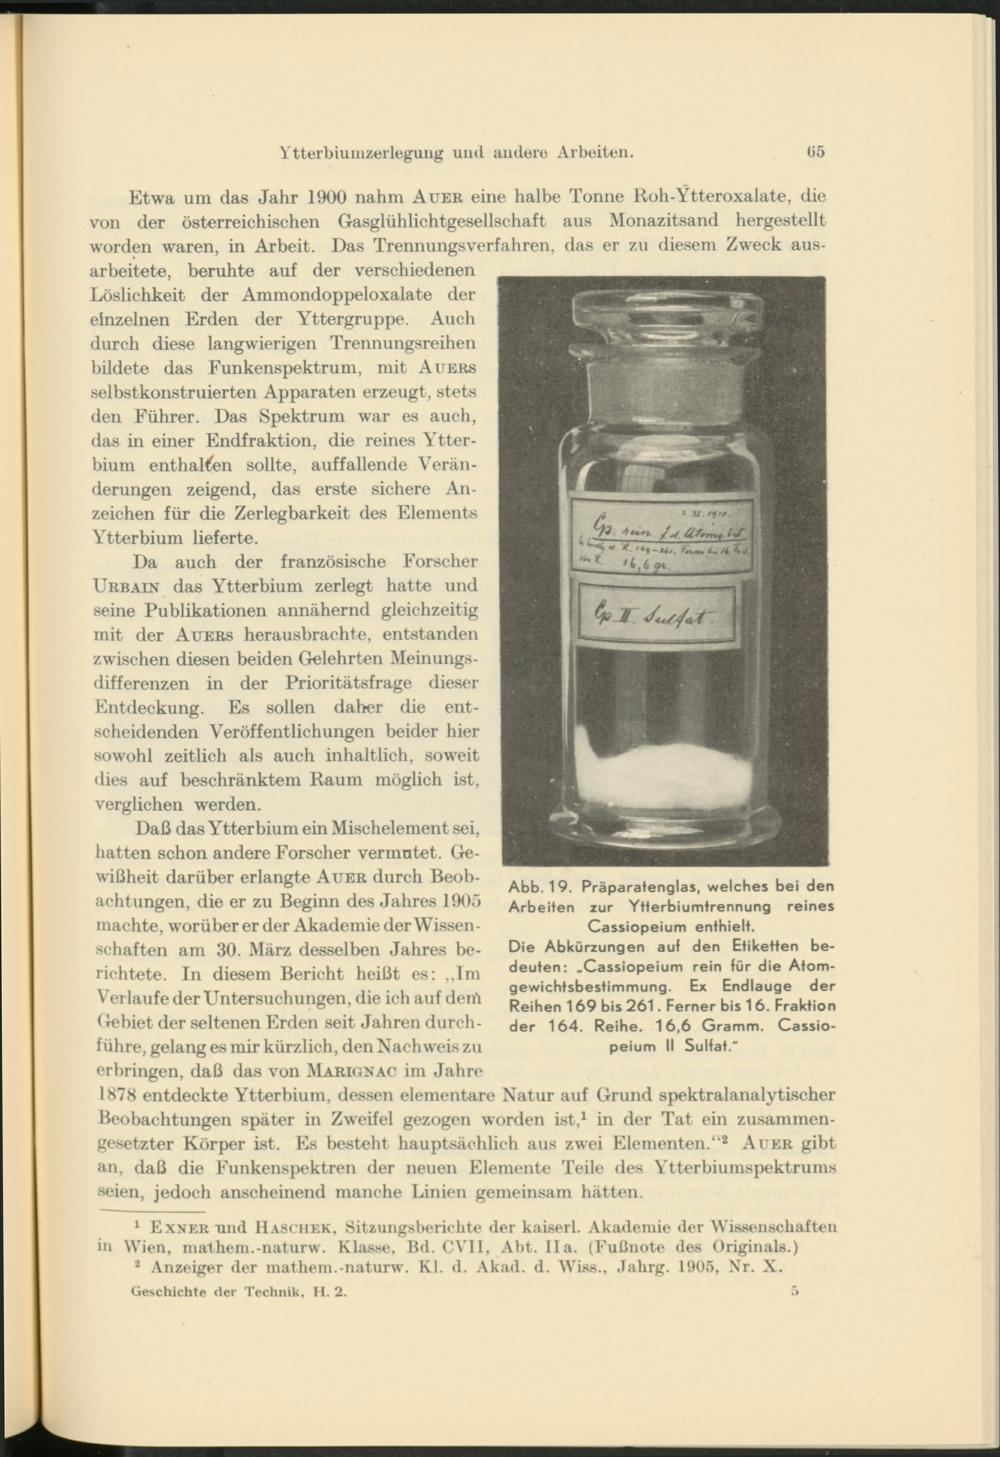 Ytterbiumzerlegung und andere Arbeiten. 65
Etwa um das Jahr 1900 nahm AUER eine halbe Tonne Roh-Ytteroxalate, die
von der österreichischen Gasglühlichtgesellschaft aus Monazitsand hergestellt
worden waren, in Arbeit. Das Trennungsverfahren, das er zu diesem Zweck aus-
arbeitete, beruhte auf der verschiedenen
Löslichkeit der Ammondoppeloxalate der
einzelnen Erden der Yttergruppe. Auch
durch diese langwierigen Trennungsreihen
bildete das Funkenspektrum, mit AUERS
selbstkonstruierten Apparaten erzeugt, stets
den Führer. Das Spektrum war es auch,
das in einer Endfraktion, die reines Ytter-
bium enthalten sollte, auffallende Verän-
derungen zeigend, das erste sichere An-
zeichen für die Zerlegbarkeit des Elements
Ytterbium lieferte.
Da auch der französische Forscher
URBAIN das Ytterbium zerlegt hatte und
seine Publikationen annähernd gleichzeitig
mit der AUERS herausbrachte, entstanden
zwischen diesen beiden Gelehrten Meinungs-
differenzen in der Prioritätsfrage dieser
Entdeckung. Es sollen daher die ent-
scheidenden Veröffentlichungen beider hier
sowohl zeitlich als auch inhaltlich, soweit
dies auf beschränktem Raum möglich ist,
verglichen werden.
Daß das Ytterbium ein Mischelement sei,
hatten schon andere Forscher vermutet. Ge-
wißheit darüber erlangte AUER durch Beob-
achtungen, die er zu Beginn des Jahres 1905
machte, worüber er der Akademie der Wissen-
schaften am 30. März desselben Jahres be-
richtete. In diesem Bericht heißt es: „Im
Verlaufe der Untersuchungen, die ich auf dem
Gebiet der seltenen Erden seit Jahren durch-
führe, gelang es mir kürzlich, den Nachweis zu
erbringen, daß das von MARIGNAC im Jahre
1878 entdeckte Ytterbium, dessen elementare Natur auf Grund spektralanalytischer
Beobachtungen später in Zweifel gezogen worden ist,¹ in der Tat ein zusammen-
gesetzter Körper ist. Es besteht hauptsächlich aus zwei Elementen.“² AUER gibt
an, daß die Funkenspektren der neuen Elemente Teile des Ytterbiumspektrums
seien, jedoch anscheinend manche Linien gemeinsam hätten.
XI. 1910
Cp. rein f. d. Atomg.
R. 169–261. Ferner bis 16.
16,6 gr.
Cp II. Sulfat.
Abb. 19. Präparatenglas, welches bei den
Arbeiten zur Ytterbiumtrennung reines
Cassiopeium enthielt.
Die Abkürzungen auf den Etiketten be-
deuten: „Cassiopeium rein für die Atom-
gewichtsbestimmung. Ex Endlauge der
Reihen 169 bis 261. Ferner bis 16. Fraktion
der 164. Reihe. 16,6 Gramm. Cassio-
peium II Sulfat.“
¹ EXNER und HASCHEK, Sitzungsberichte der kaiserl. Akademie der Wissenschaften
in Wien, mathem.-naturw. Klasse, Bd. CVII, Abt. IIa. (Fußnote des Originals.)
² Anzeiger der mathem.-naturw. Kl. d. Akad. d. Wiss., Jahrg. 1905, Nr. X.
Geschichte der Technik, H. 2. 5